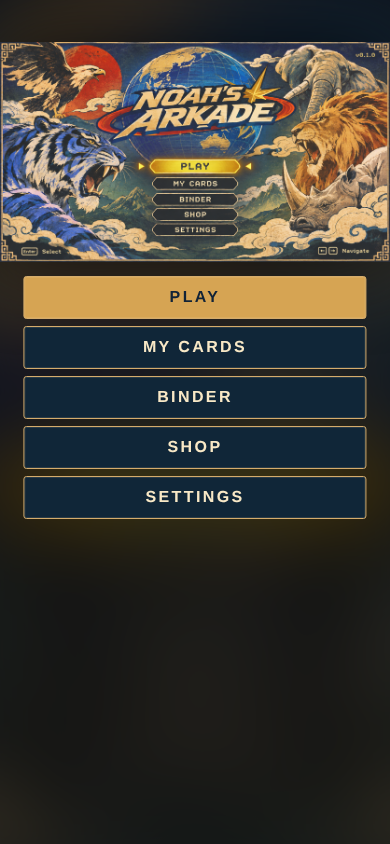 v0.1.0
NOAH'S
ARKADE
PLAY
MY CARDS
BINDER
SHOP
SETTINGS
Enter Select
Navigate
PLAY
MY CARDS
BINDER
SHOP
SETTINGS